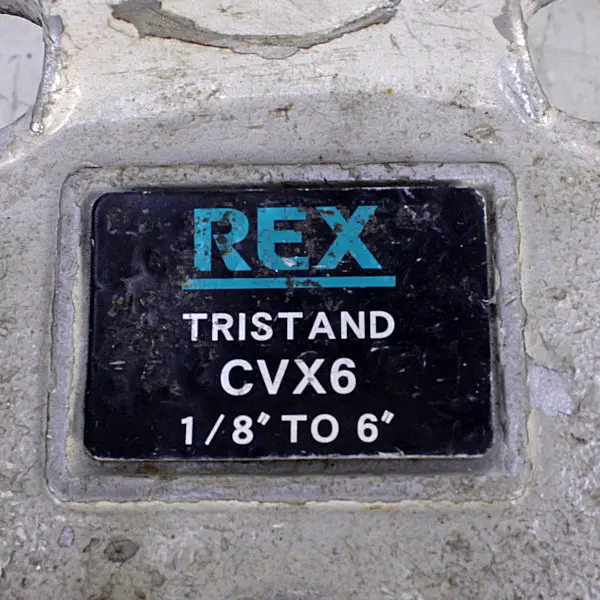 REX
TRISTAND
CVX6
1/8" TO 6"